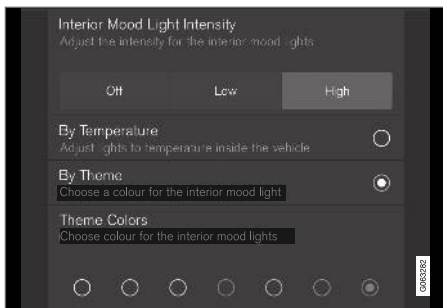 Interior Mood Light Intensity
Adjust the intensity for the interior mood lights
Off Low High
By Temperature
Adjust lights to temperature inside the vehicle
By Theme
Choose a colour for the interior mood light
Theme Colors
Choose colour for the interior mood lights
G063282